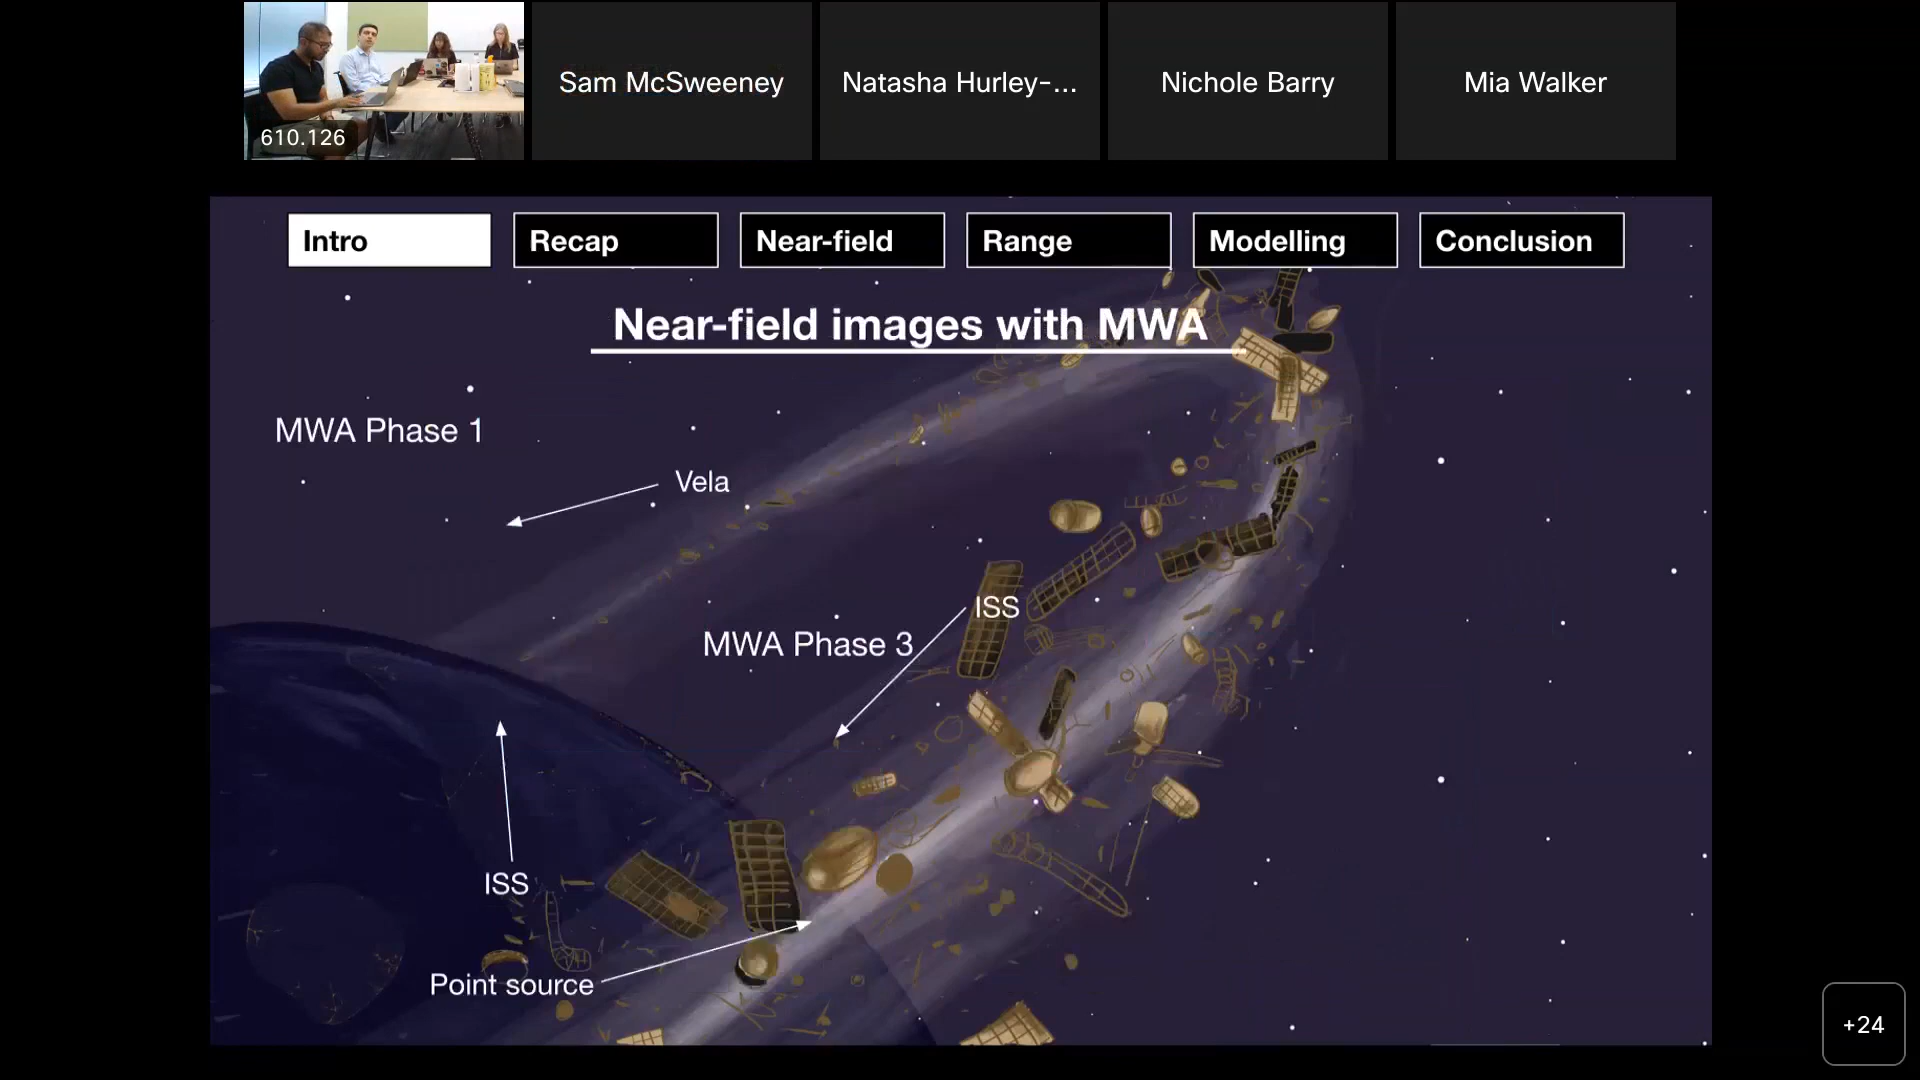 610.126
Sam McSweeney
Natasha Hurley-...
Nichole Barry
Mia Walker
Intro
Recap
Near-field
Range
Modelling
Conclusion
Near-field images with MWA
MWA Phase 1
Vela
ISS
MWA Phase 3
ISS
Point source
+24